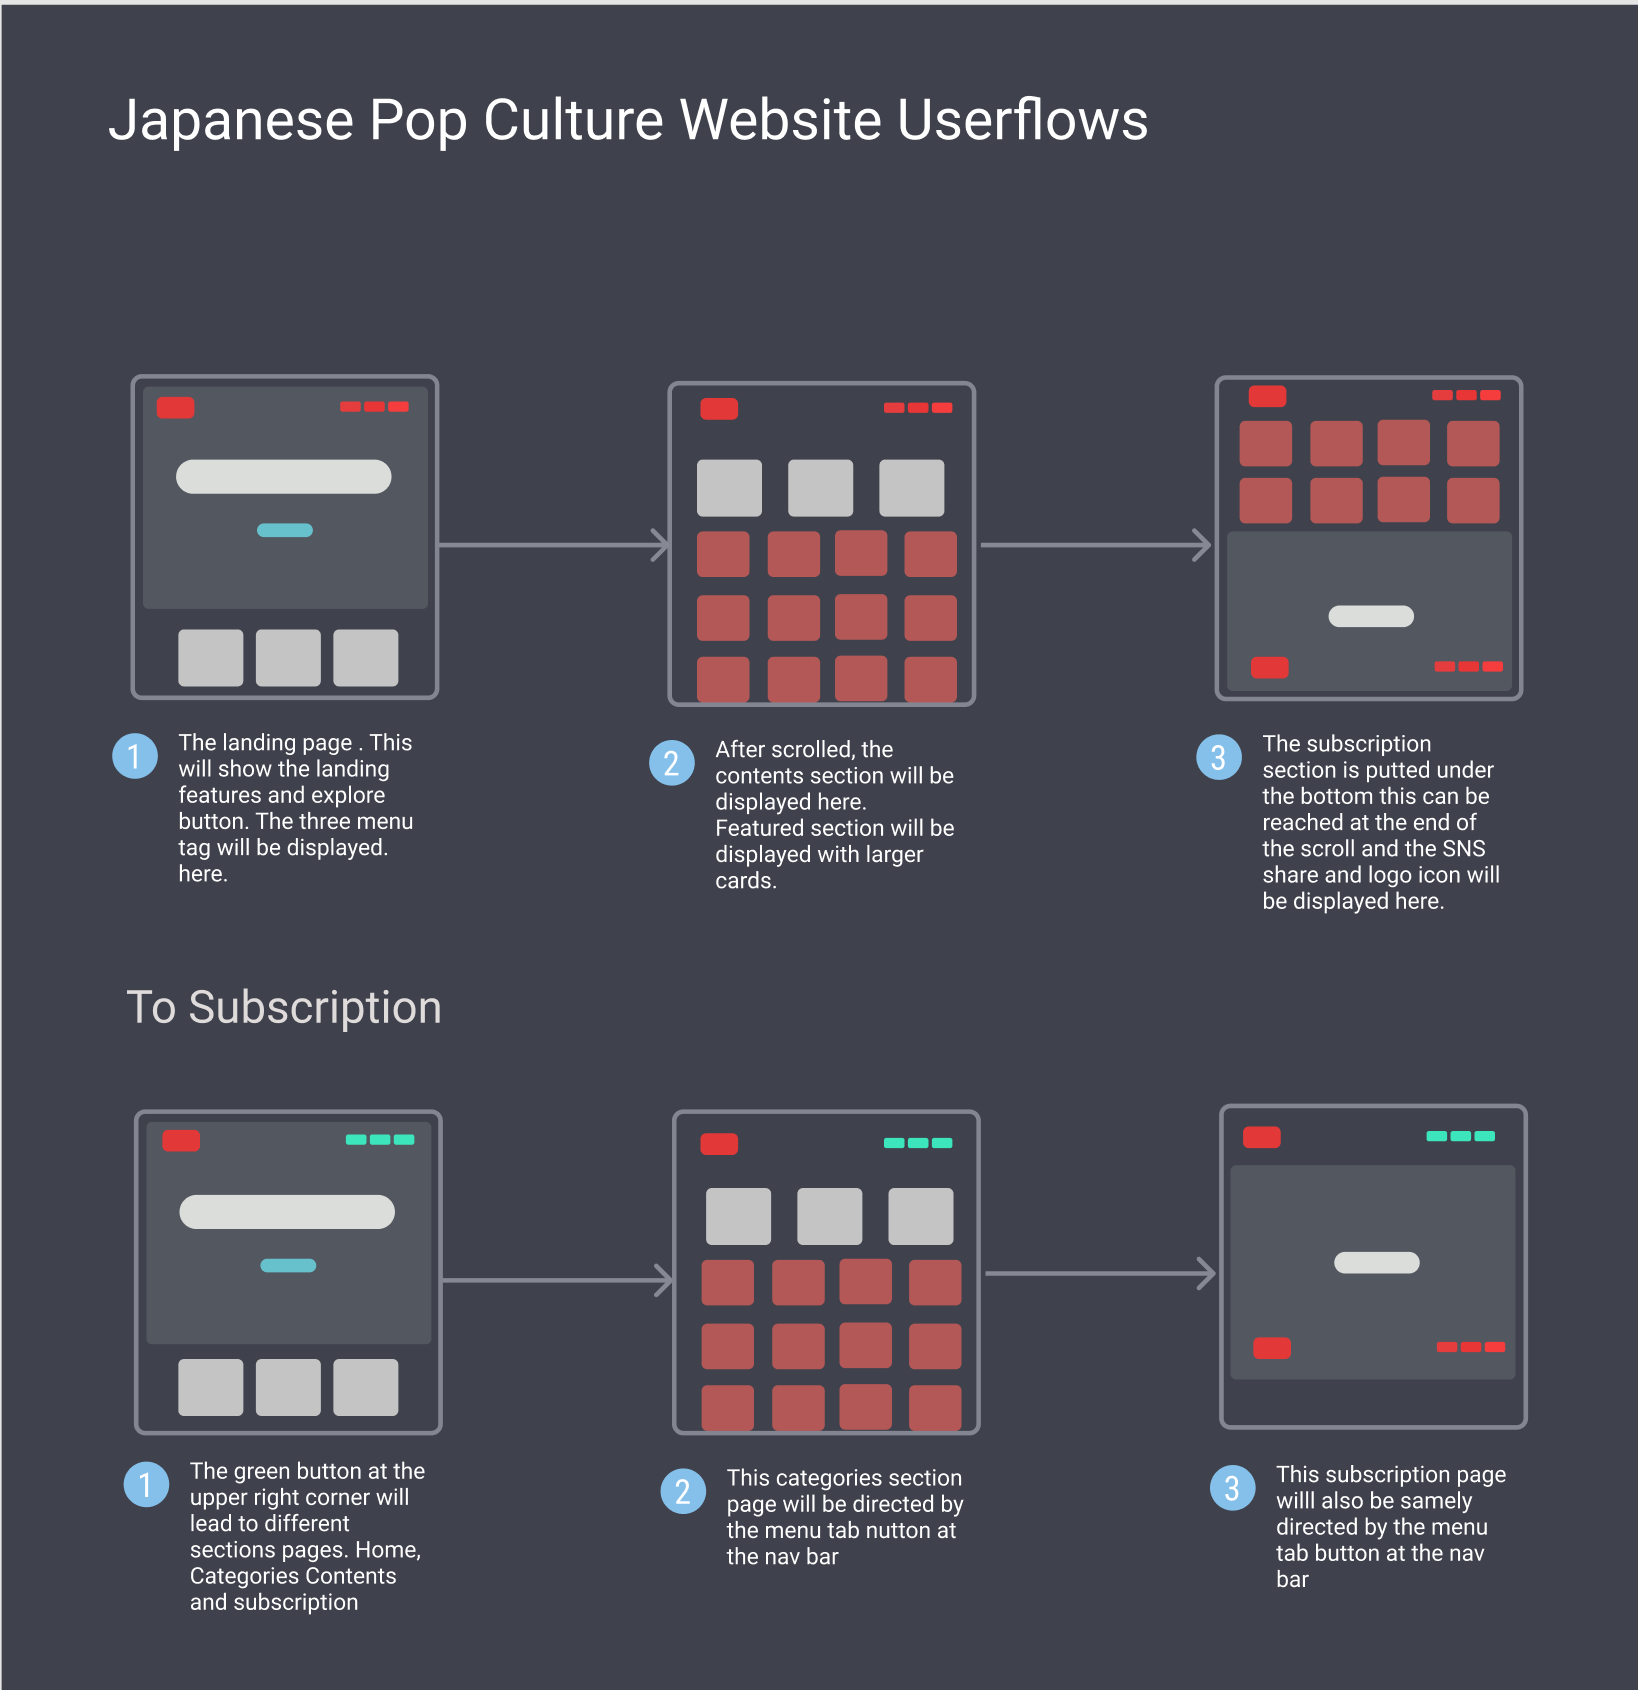 Japanese Pop Culture Website Userflows
1
The landing page . This
will show the landing
features and explore
button. The three menu
tag will be displayed.
here.
2
After scrolled, the
contents section will be
displayed here.
Featured section will be
displayed with larger
cards.
3
The subscription
section is putted under
the bottom this can be
reached at the end of
the scroll and the SNS
share and logo icon will
be displayed here.
To Subscription
1
The green button at the
upper right corner will
lead to different
sections pages. Home,
Categories Contents
and subscription
2
This categories section
page will be directed by
the menu tab nutton at
the nav bar
3
This subscription page
willl also be samely
directed by the menu
tab button at the nav
bar